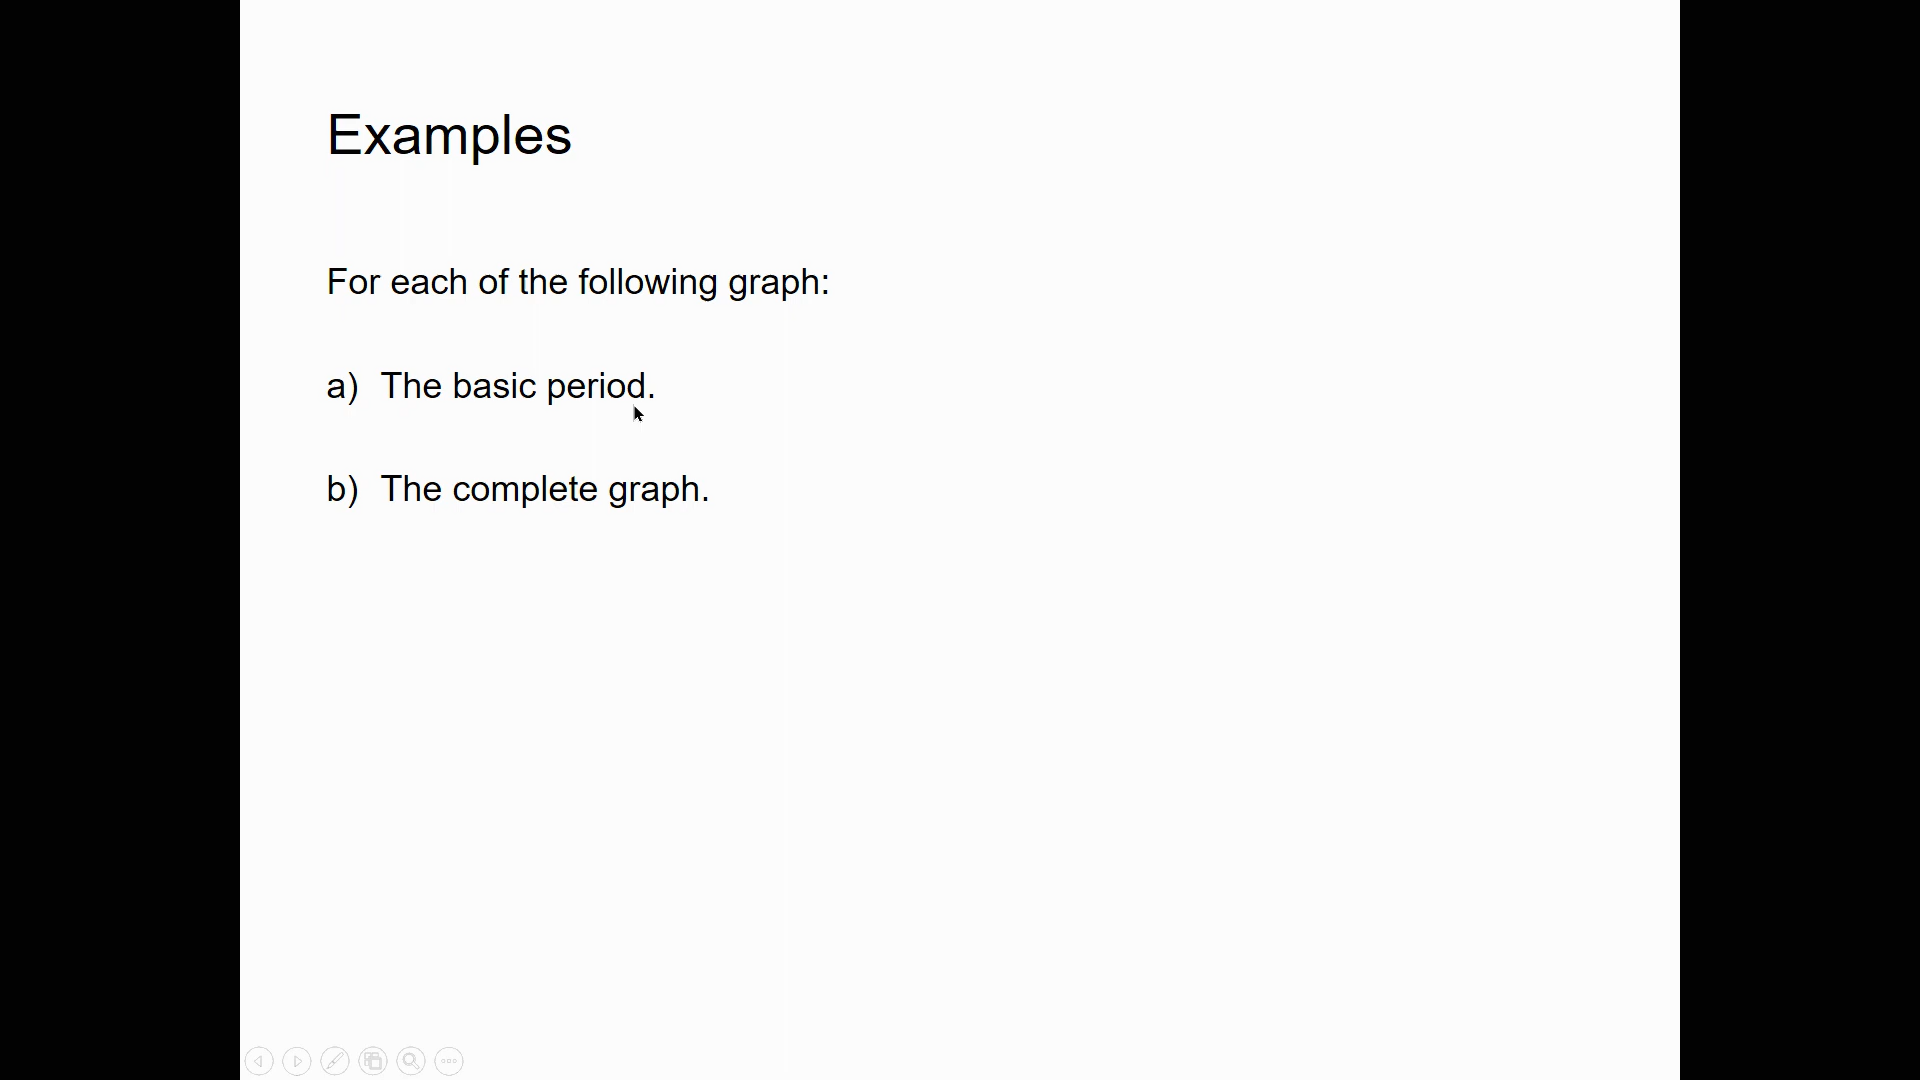 Examples
For each of the following graph:
a) The basic period.
b) The complete graph.